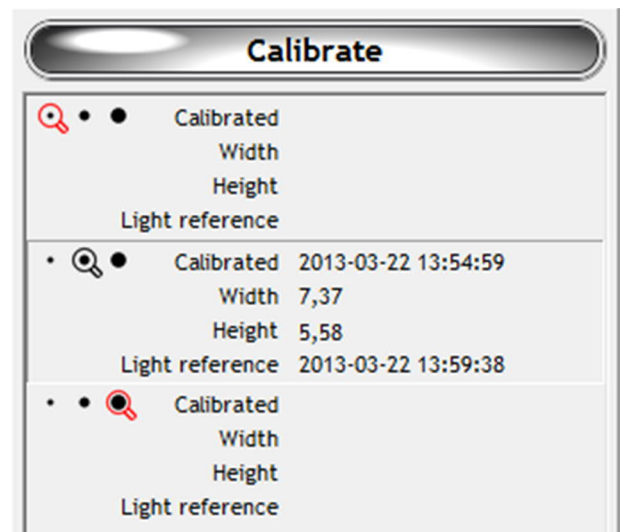 Calibrate
Calibrated
Width
Height
Light reference
Calibrated 2013-03-22 13:54:59
Width 7,37
Height 5,58
Light reference 2013-03-22 13:59:38
Calibrated
Width
Height
Light reference